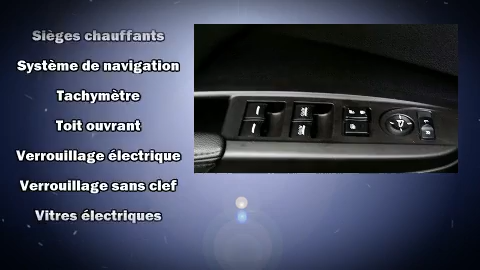 Sièges chauffants
Système de navigation
Tachymètre
Toit ouvrant
Verrouillage électrique
Verrouillage sans clef
Vitres électriques